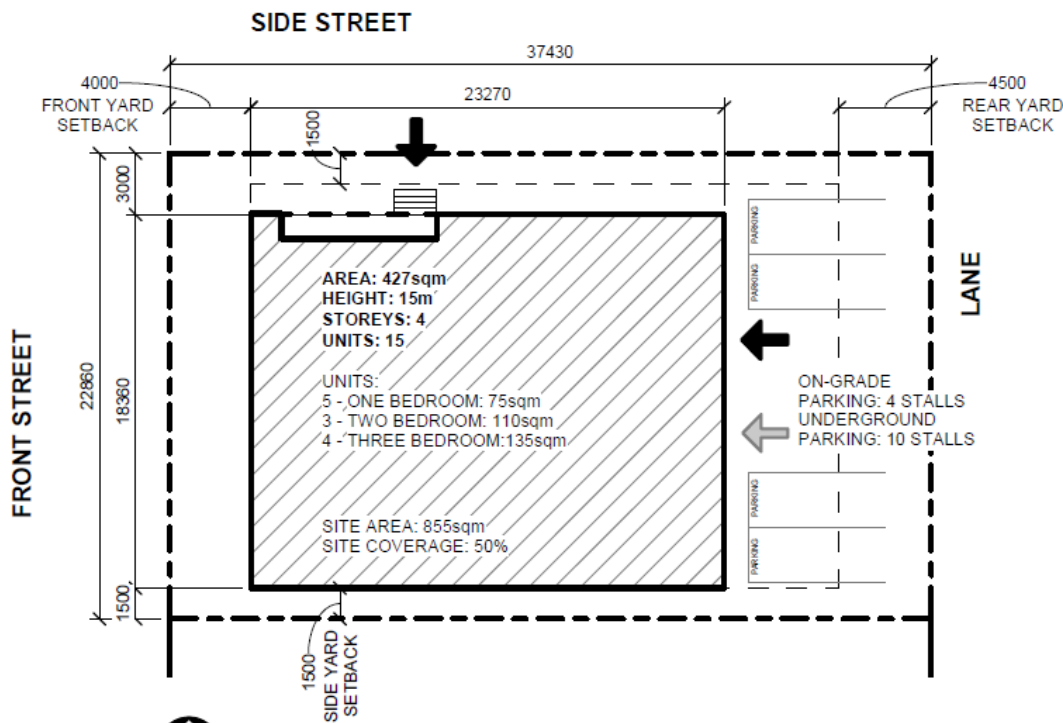 SIDE STREET
37430
4000
FRONT YARD
SETBACK
23270
4500
REAR YARD
SETBACK
1500
3000
PARKING
PARKING
AREA: 427sqm
HEIGHT: 15m
STOREYS: 4
UNITS: 15
UNITS:
5 - ONE BEDROOM: 75sqm
3 - TWO BEDROOM: 110sqm
4 - THREE BEDROOM:135sqm
SITE AREA: 855sqm
SITE COVERAGE: 50%
LANE
ON-GRADE
PARKING: 4 STALLS
UNDERGROUND
PARKING: 10 STALLS
FRONT STREET
22860
18360
PARKING
PARKING
1500
1500
SIDE YARD
SETBACK